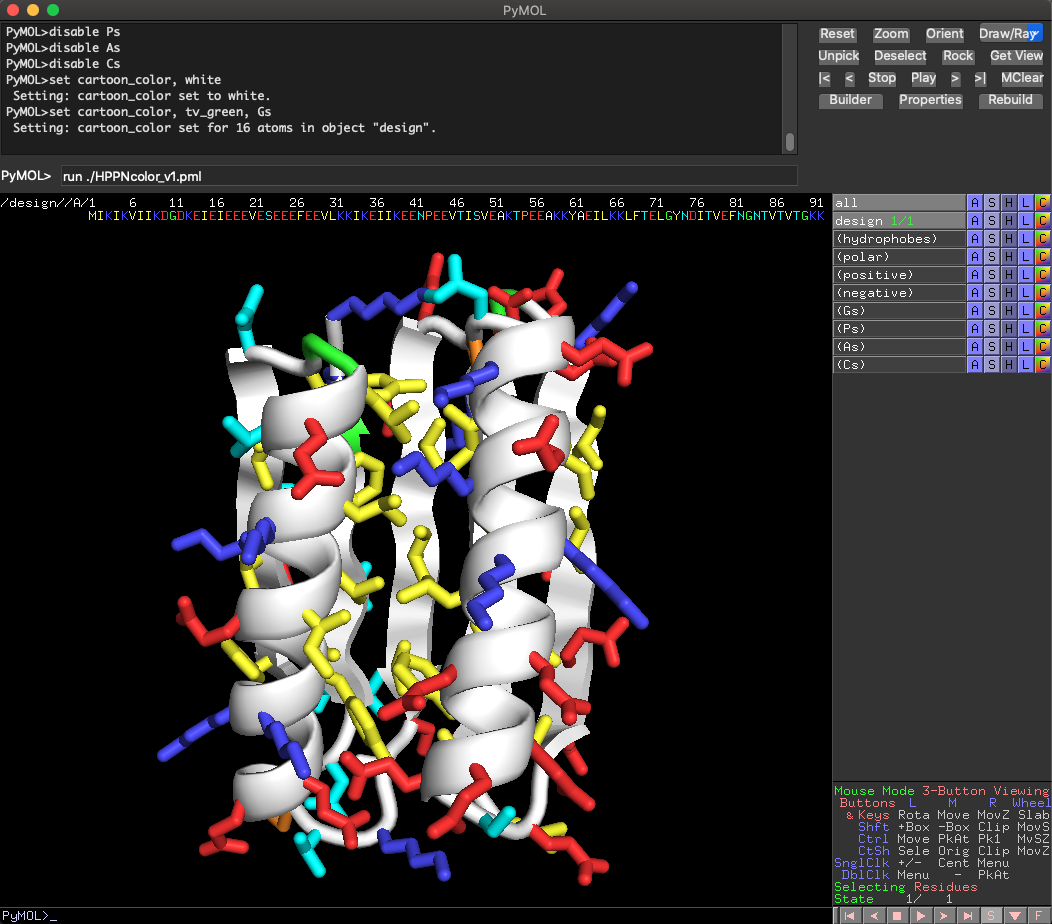 PyMOL
PyMOL>disable Ps
PyMOL>disable As
PyMOL>disable Cs
PyMOL>set cartoon_color, white
Setting: cartoon_color set to white.
PyMOL>set cartoon_color, tv_green, Gs
Setting: cartoon_color set for 16 atoms in object "design".
PyMOL> run ./HPPNcolor_v1.pml
Reset Zoom Orient Draw/Ray
Unpick Deselect Rock Get View
|< < Stop Play > >| MClear
Builder Properties Rebuild
/design//A/1 6 11 16 21 26 31 36 41 46 51 56 61 66 71 76 81 86 91
MIKIKVIIKDGDKEIEIEEEVESEEEFEEVLKKIKEIIKEENPEEVTISVEAKTPEEAKKYAEILKKLFTELGYNDITVEFNGNTVTVTGKK
all A S H L C
design 1/1 A S H L C
(hydrophobes) A S H L C
(polar) A S H L C
(positive) A S H L C
(negative) A S H L C
(Gs) A S H L C
(Ps) A S H L C
(As) A S H L C
(Cs) A S H L C
Mouse Mode 3-Button Viewing
Buttons L M R Wheel
& Keys Rota Move MovZ Slab
Shft +Box -Box Clip MovS
Ctrl Move PkAt Pk1 MvSZ
CtSh Sele Orig Clip MovZ
SnglClk +/- Cent Menu
DblClk Menu - PkAt
Selecting Residues
State 1/ 1
PyMOL>_
S F